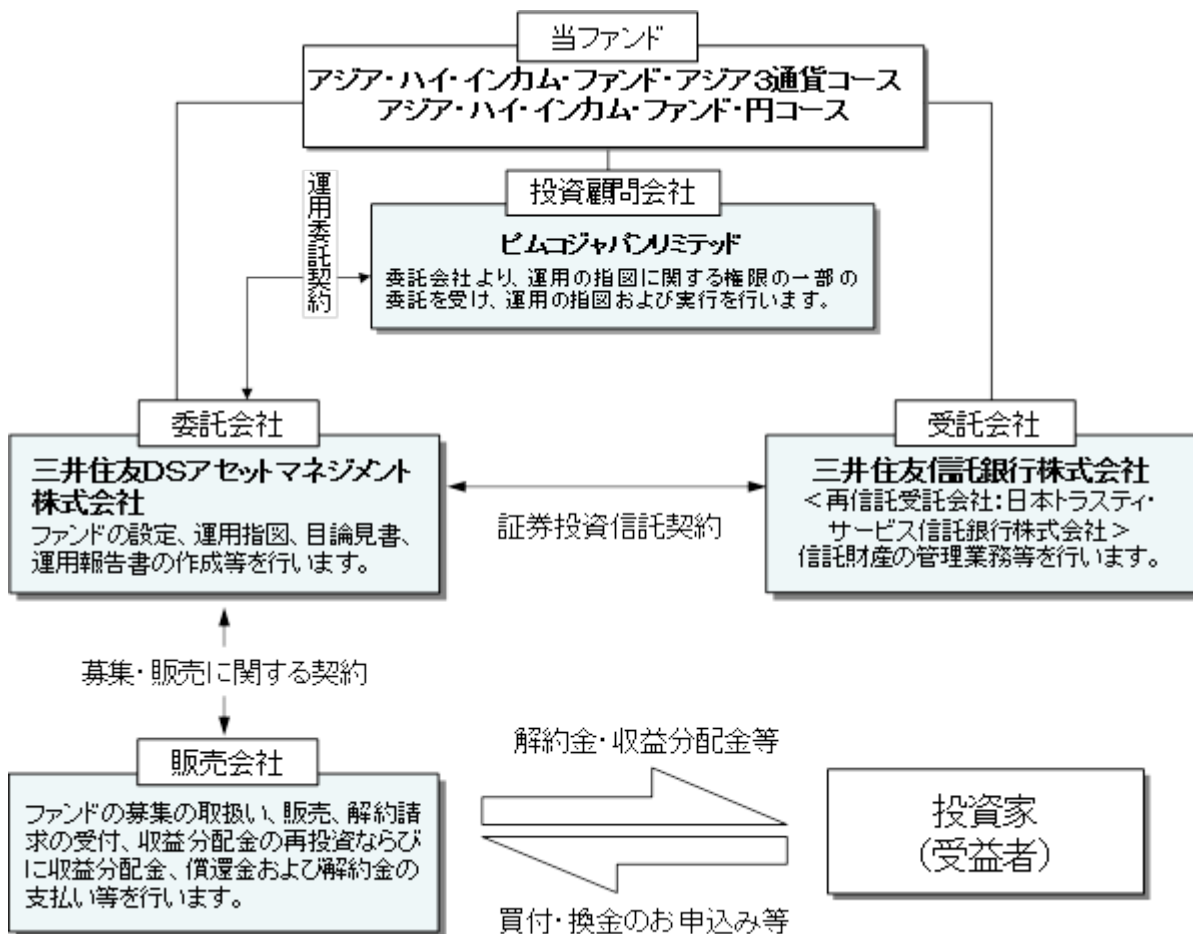 当ファンド
アジア・ハイ・インカム・ファンド・アジア3通貨コース
アジア・ハイ・インカム・ファンド・円コース
運用委託契約
投資顧問会社
ピムコジャパンリミテッド
委託会社より、運用の指図に関する権限の一部の
委託を受け、運用の指図および実行を行います。
委託会社
三井住友DSアセットマネジメント
株式会社
ファンドの設定、運用指図、目論見書、
運用報告書の作成等を行います。
証券投資信託契約
受託会社
三井住友信託銀行株式会社
<再信託受託会社:日本トラスティ・
サービス信託銀行株式会社>
信託財産の管理業務等を行います。
募集・販売に関する契約
販売会社
ファンドの募集の取扱い、販売、解約請
求の受付、収益分配金の再投資ならび
に収益分配金、償還金および解約金の
支払い等を行います。
解約金・収益分配金等
買付・換金のお申込み等
投資家
(受益者)